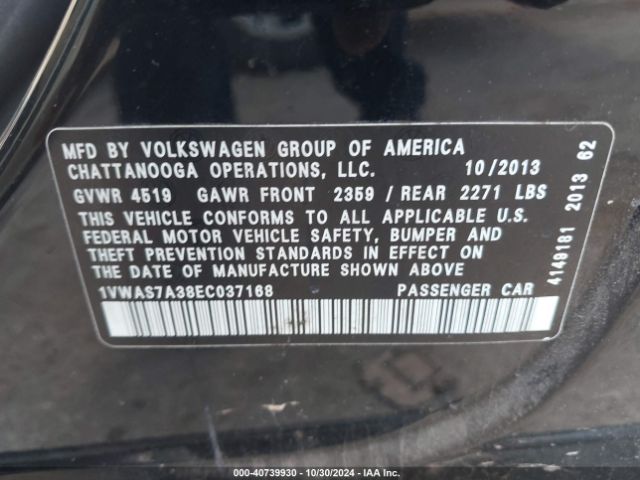 MFD BY VOLKSWAGEN GROUP OF AMERICA
CHATTANOOGA OPERATIONS, LLC. 10/2013
GVWR 4519 GAWR FRONT 2359 / REAR 2271 LBS
THIS VEHICLE CONFORMS TO ALL APPLICABLE U.S.
FEDERAL MOTOR VEHICLE SAFETY, BUMPER AND
THEFT PREVENTION STANDARDS IN EFFECT ON
THE DATE OF MANUFACTURE SHOWN ABOVE
1VWAS7A38EC037168 PASSENGER CAR
4149181 2013 62
000-40739930 - 10/30/2024 - IAA Inc.